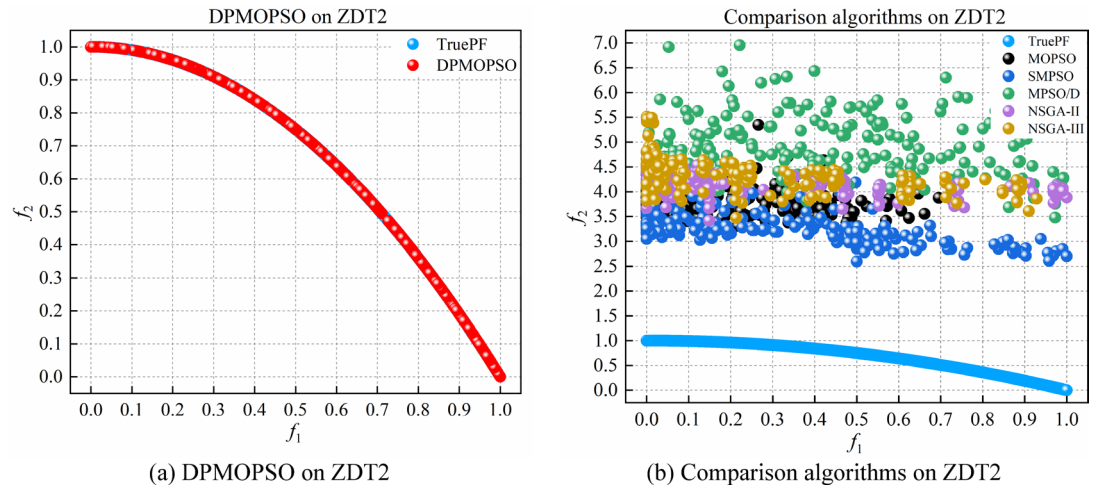 DPMOPSO on ZDT2
TruePF
DPMOPSO
1.0
0.9
0.8
0.7
0.6
0.5
0.4
0.3
0.2
0.1
0.0
f2
0.0 0.1 0.2 0.3 0.4 0.5 0.6 0.7 0.8 0.9 1.0
f1
(a) DPMOPSO on ZDT2
Comparison algorithms on ZDT2
TruePF
MOPSO
SMPSO
MPSO/D
NSGA-II
NSGA-III
7.0
6.5
6.0
5.5
5.0
4.5
4.0
3.5
3.0
2.5
2.0
1.5
1.0
0.5
0.0
f2
0.0 0.1 0.2 0.3 0.4 0.5 0.6 0.7 0.8 0.9 1.0
f1
(b) Comparison algorithms on ZDT2